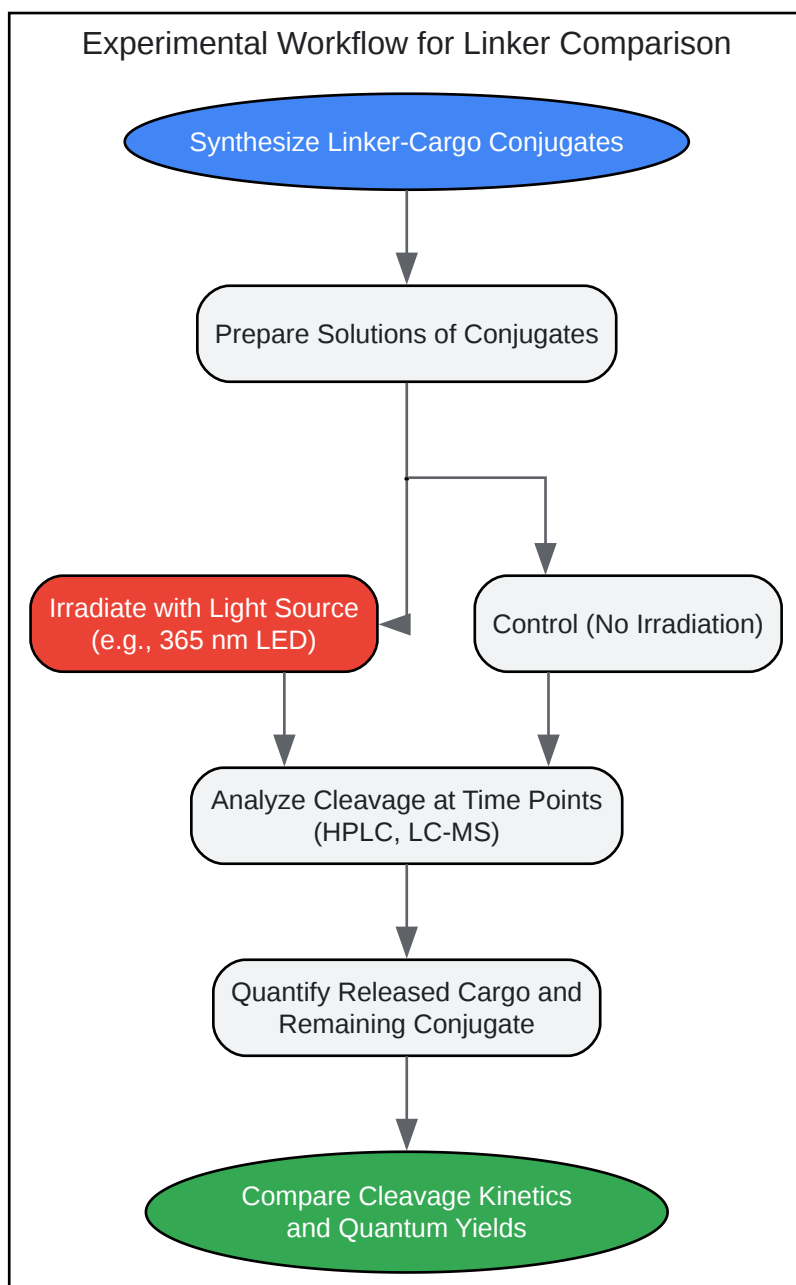 Experimental Workflow for Linker Comparison
Synthesize Linker-Cargo Conjugates
Prepare Solutions of Conjugates
Irradiate with Light Source
(e.g., 365 nm LED)
Control (No Irradiation)
Analyze Cleavage at Time Points
(HPLC, LC-MS)
Quantify Released Cargo and
Remaining Conjugate
Compare Cleavage Kinetics
and Quantum Yields